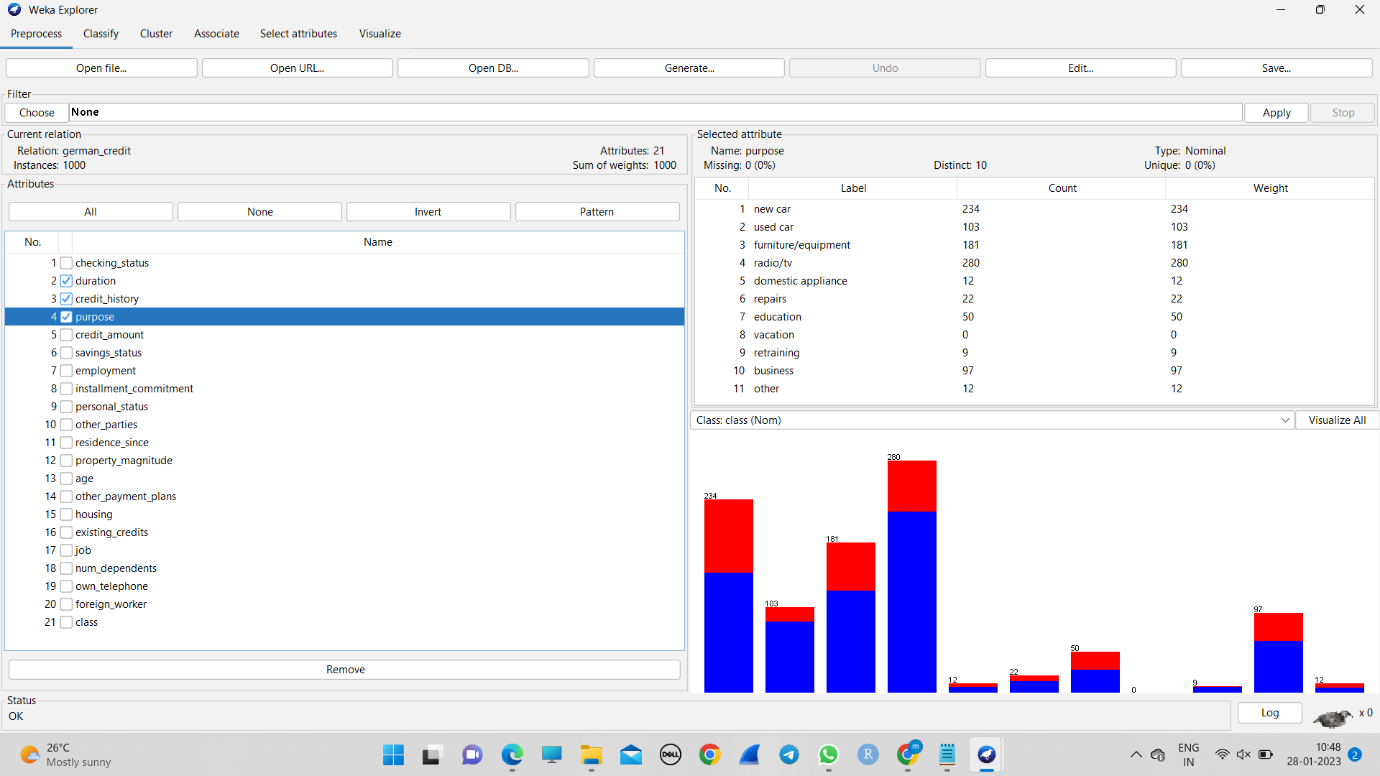 Weka Explorer
Preprocess Classify Cluster Associate Select attributes Visualize
Open file... Open URL... Open DB... Generate... Undo Edit... Save...
Filter
Choose None Apply Stop
Current relation
Relation: german_credit Attributes: 21
Instances: 1000 Sum of weights: 1000
Attributes
All None Invert Pattern
No. Name
1 checking_status
2 duration
3 credit_history
4 purpose
5 credit_amount
6 savings_status
7 employment
8 installment_commitment
9 personal_status
10 other_parties
11 residence_since
12 property_magnitude
13 age
14 other_payment_plans
15 housing
16 existing_credits
17 job
18 num_dependents
19 own_telephone
20 foreign_worker
21 class
Remove
Selected attribute
Name: purpose Type: Nominal
Missing: 0 (0%) Distinct: 10 Unique: 0 (0%)
No. Label Count Weight
1 new car 234 234
2 used car 103 103
3 furniture/equipment 181 181
4 radio/tv 280 280
5 domestic appliance 12 12
6 repairs 22 22
7 education 50 50
8 vacation 0 0
9 retraining 9 9
10 business 97 97
11 other 12 12
Class: class (Nom) Visualize All
234 103 181 280 12 22 50 0 9 97 12
Status
OK Log x 0
26°C
Mostly sunny
DELL
R
m
ENG
IN
10:48
28-01-2023
2